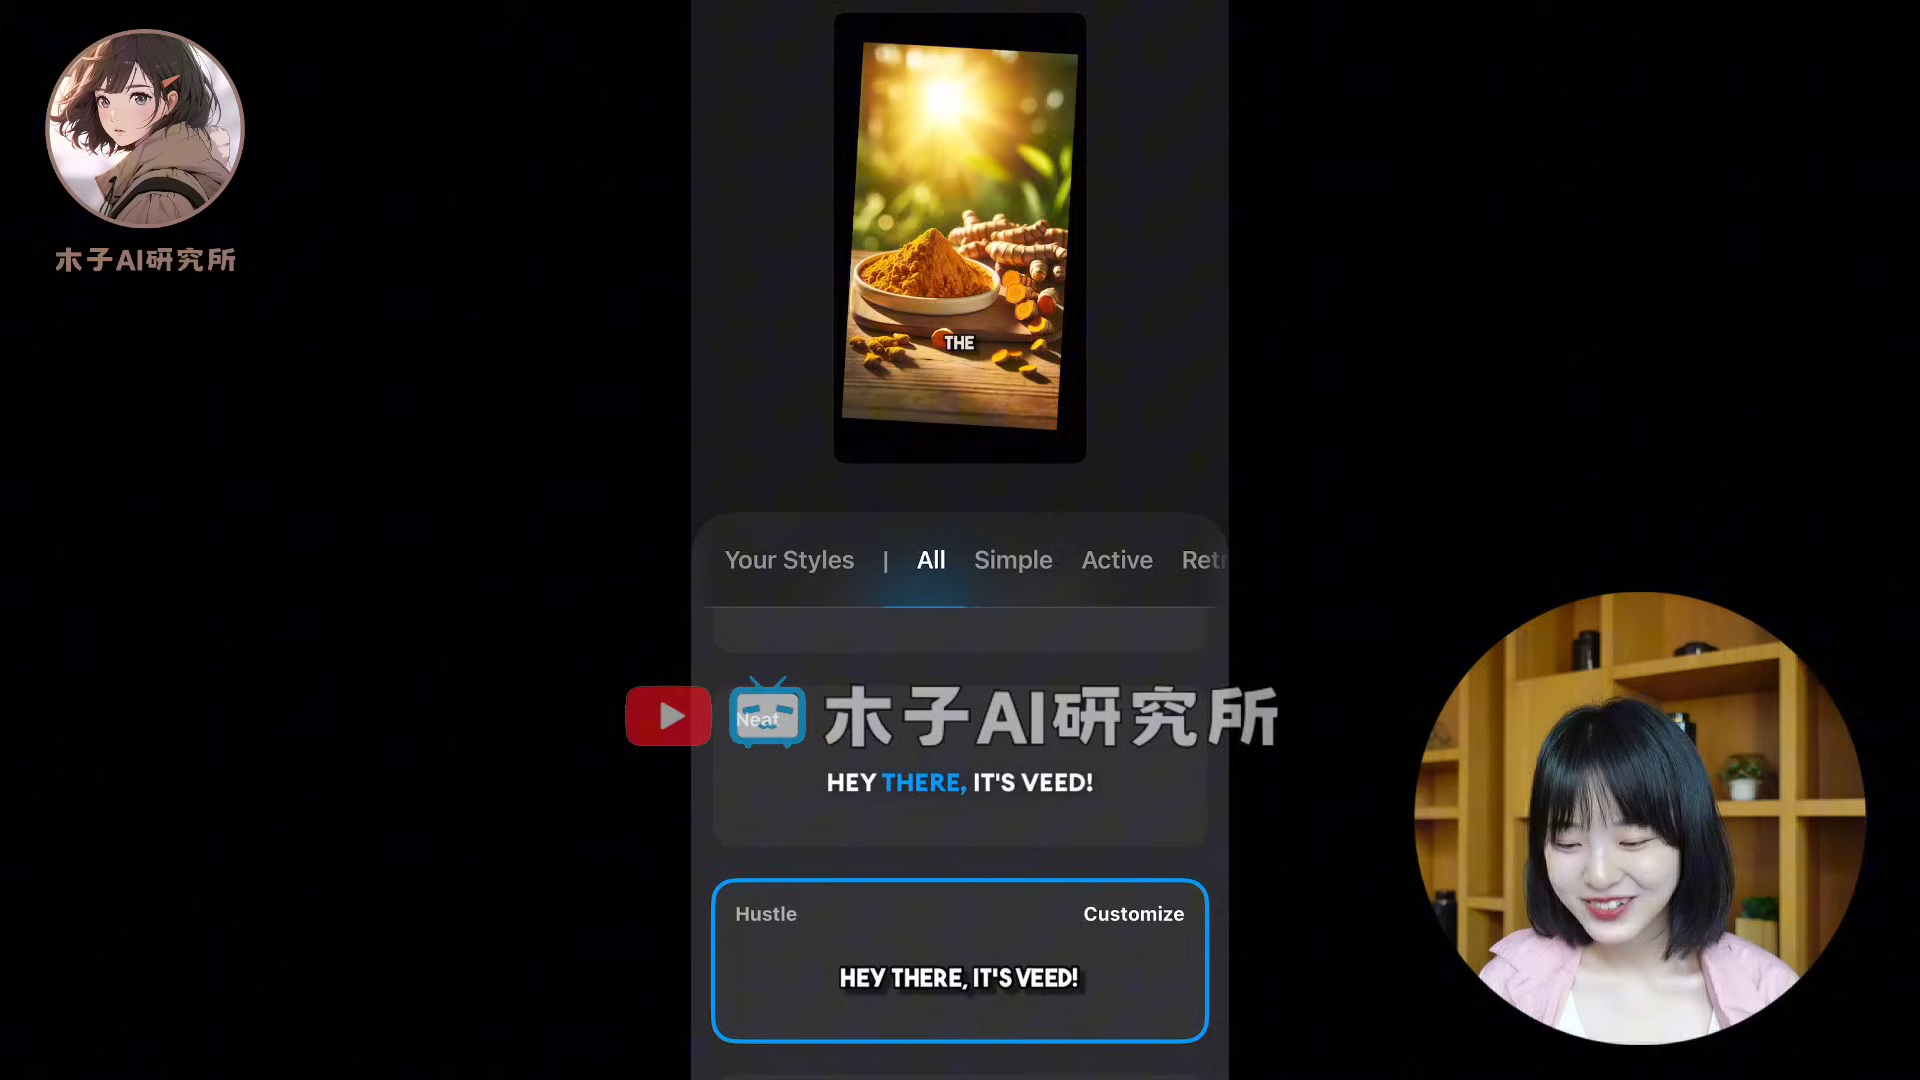 木子AI研究所
THE
Your Styles | All Simple Active Retr
Neat
木子AI研究所
HEY THERE, IT'S VEED!
Hustle Customize
HEY THERE, IT'S VEED!